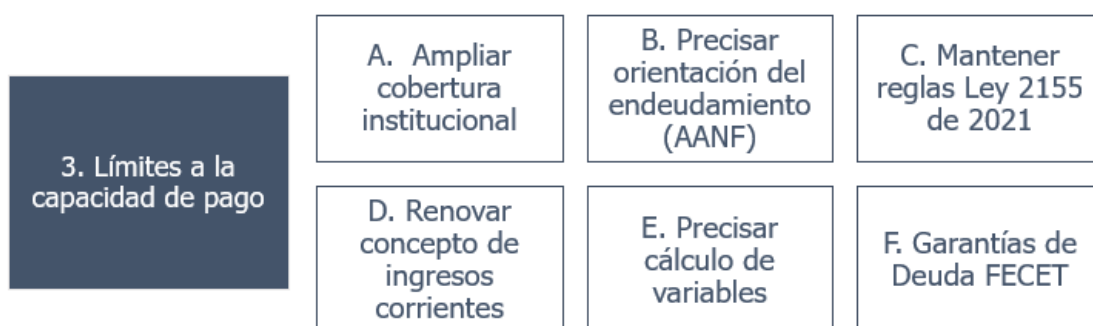 3. Límites a la
capacidad de pago
A. Ampliar
cobertura
institucional
B. Precisar
orientación del
endeudamiento
(AANF)
C. Mantener
reglas Ley 2155
de 2021
D. Renovar
concepto de
ingresos
corrientes
E. Precisar
cálculo de
variables
F. Garantías de
Deuda FECET